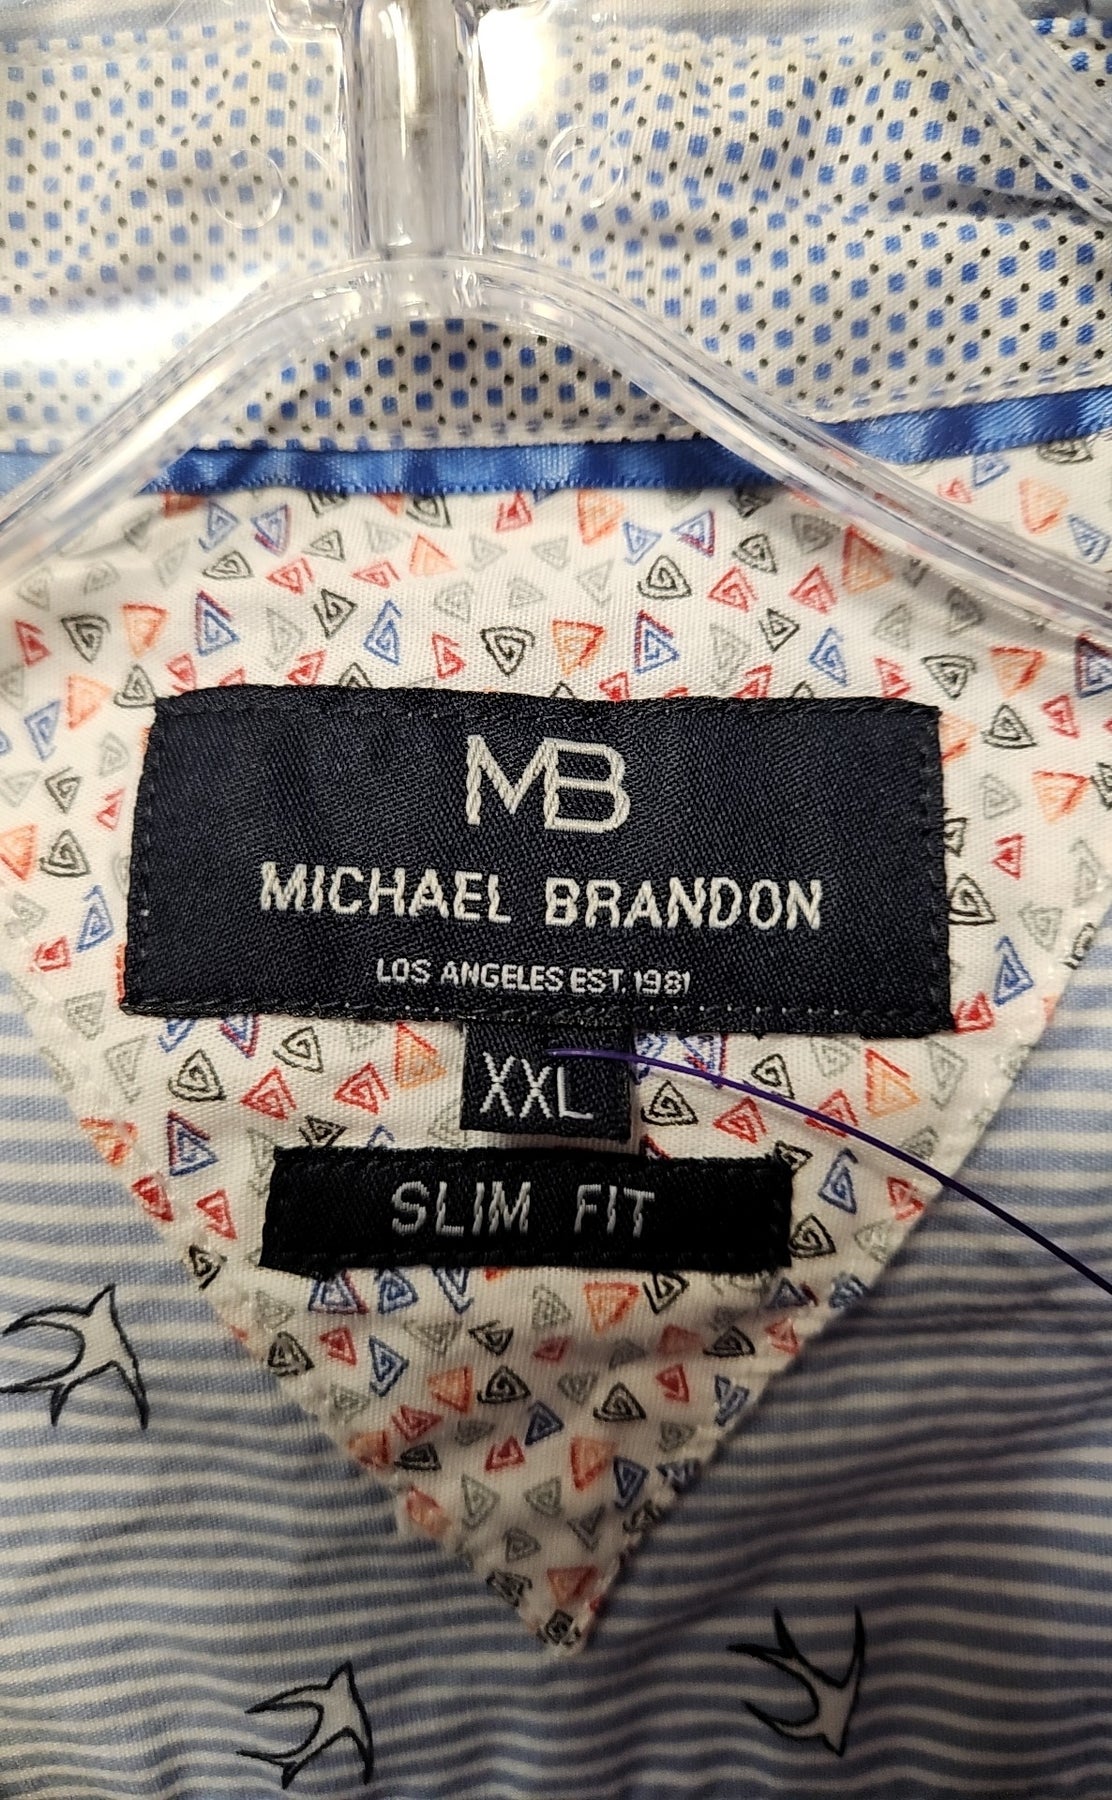 MB
MICHAEL BRANDON
LOS ANGELES EST. 1981
XXL
SLIM FIT